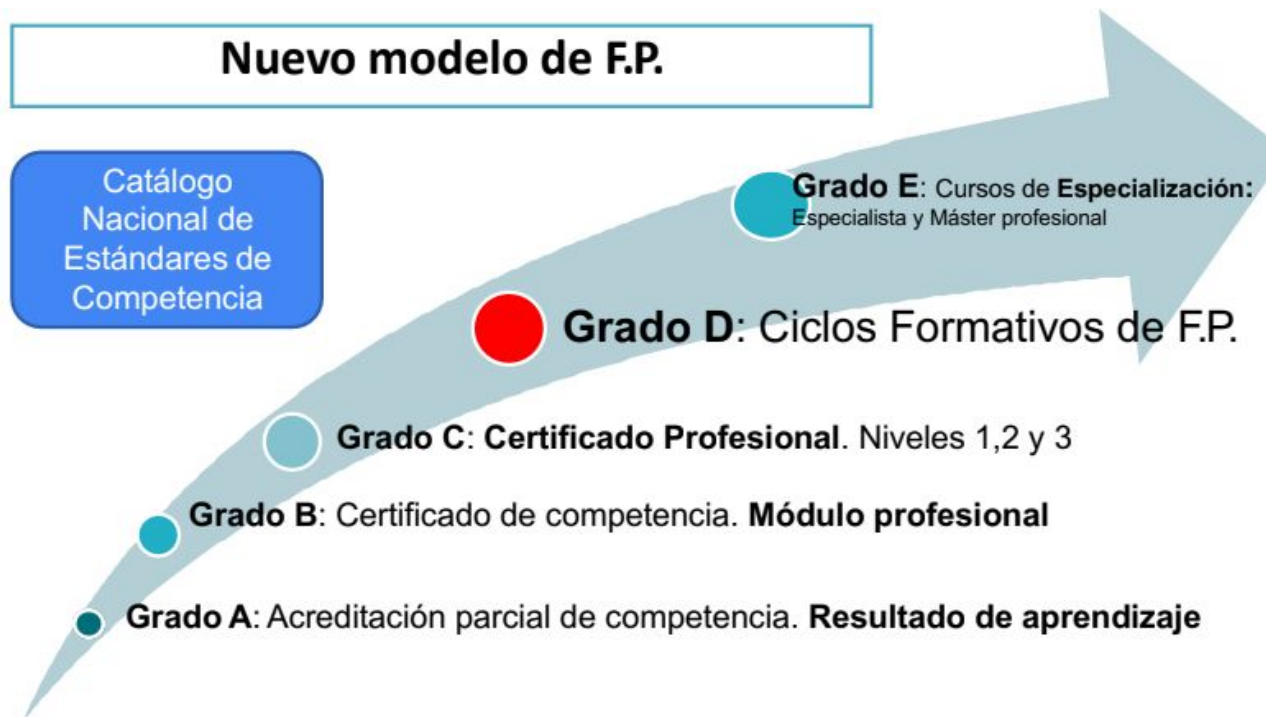 Nuevo modelo de F.P.
Catálogo
Nacional de
Estándares de
Competencia
Grado E: Cursos de Especialización:
Especialista y Máster profesional
Grado D: Ciclos Formativos de F.P.
Grado C: Certificado Profesional. Niveles 1,2 y 3
Grado B: Certificado de competencia. Módulo profesional
Grado A: Acreditación parcial de competencia. Resultado de aprendizaje